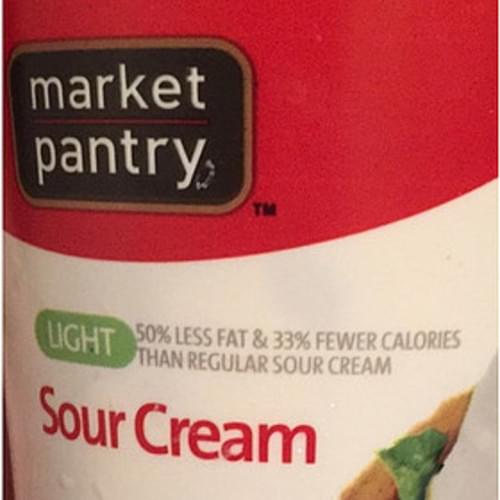 market
pantry
TM
LIGHT 50% LESS FAT & 33% FEWER CALORIES
THAN REGULAR SOUR CREAM
Sour Cream